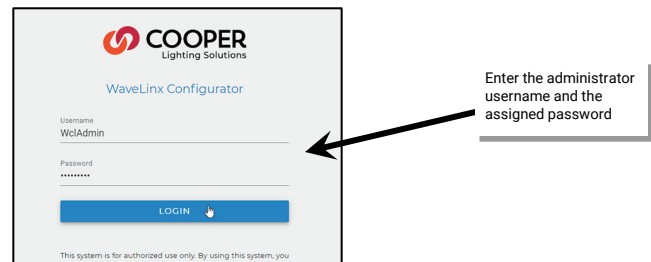 COOPER
Lighting Solutions
WaveLinx Configurator
Username
WclAdmin
Password
•••••••••
LOGIN
This system is for authorized use only. By using this system, you
Enter the administrator
username and the
assigned password